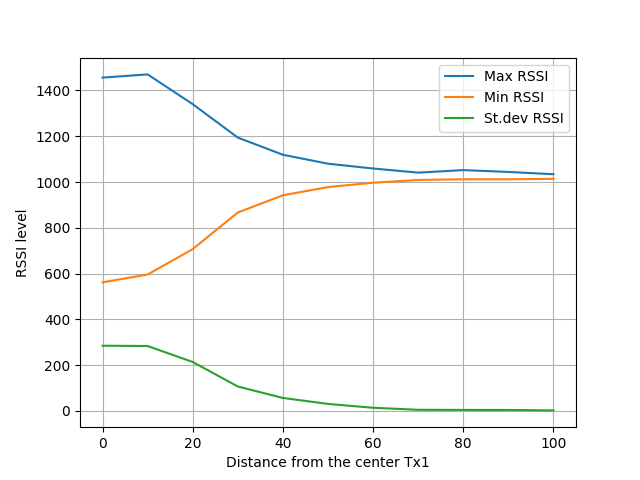 Max RSSI
Min RSSI
St.dev RSSI
1400
1200
1000
800
600
400
200
0
RSSI level
0 20 40 60 80 100
Distance from the center Tx1